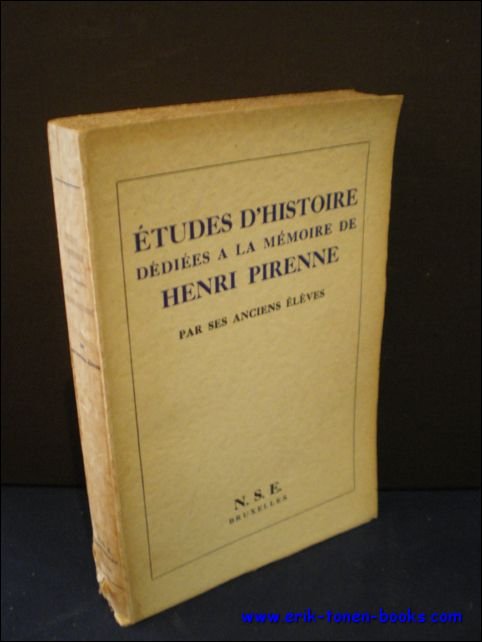 ÉTUDES D'HISTOIRE
DÉDIÉES A LA MÉMOIRE DE
HENRI PIRENNE
PAR SES ANCIENS ÉLÈVES
N. S. E.
BRUXELLES
www.erik-tonen-books.com